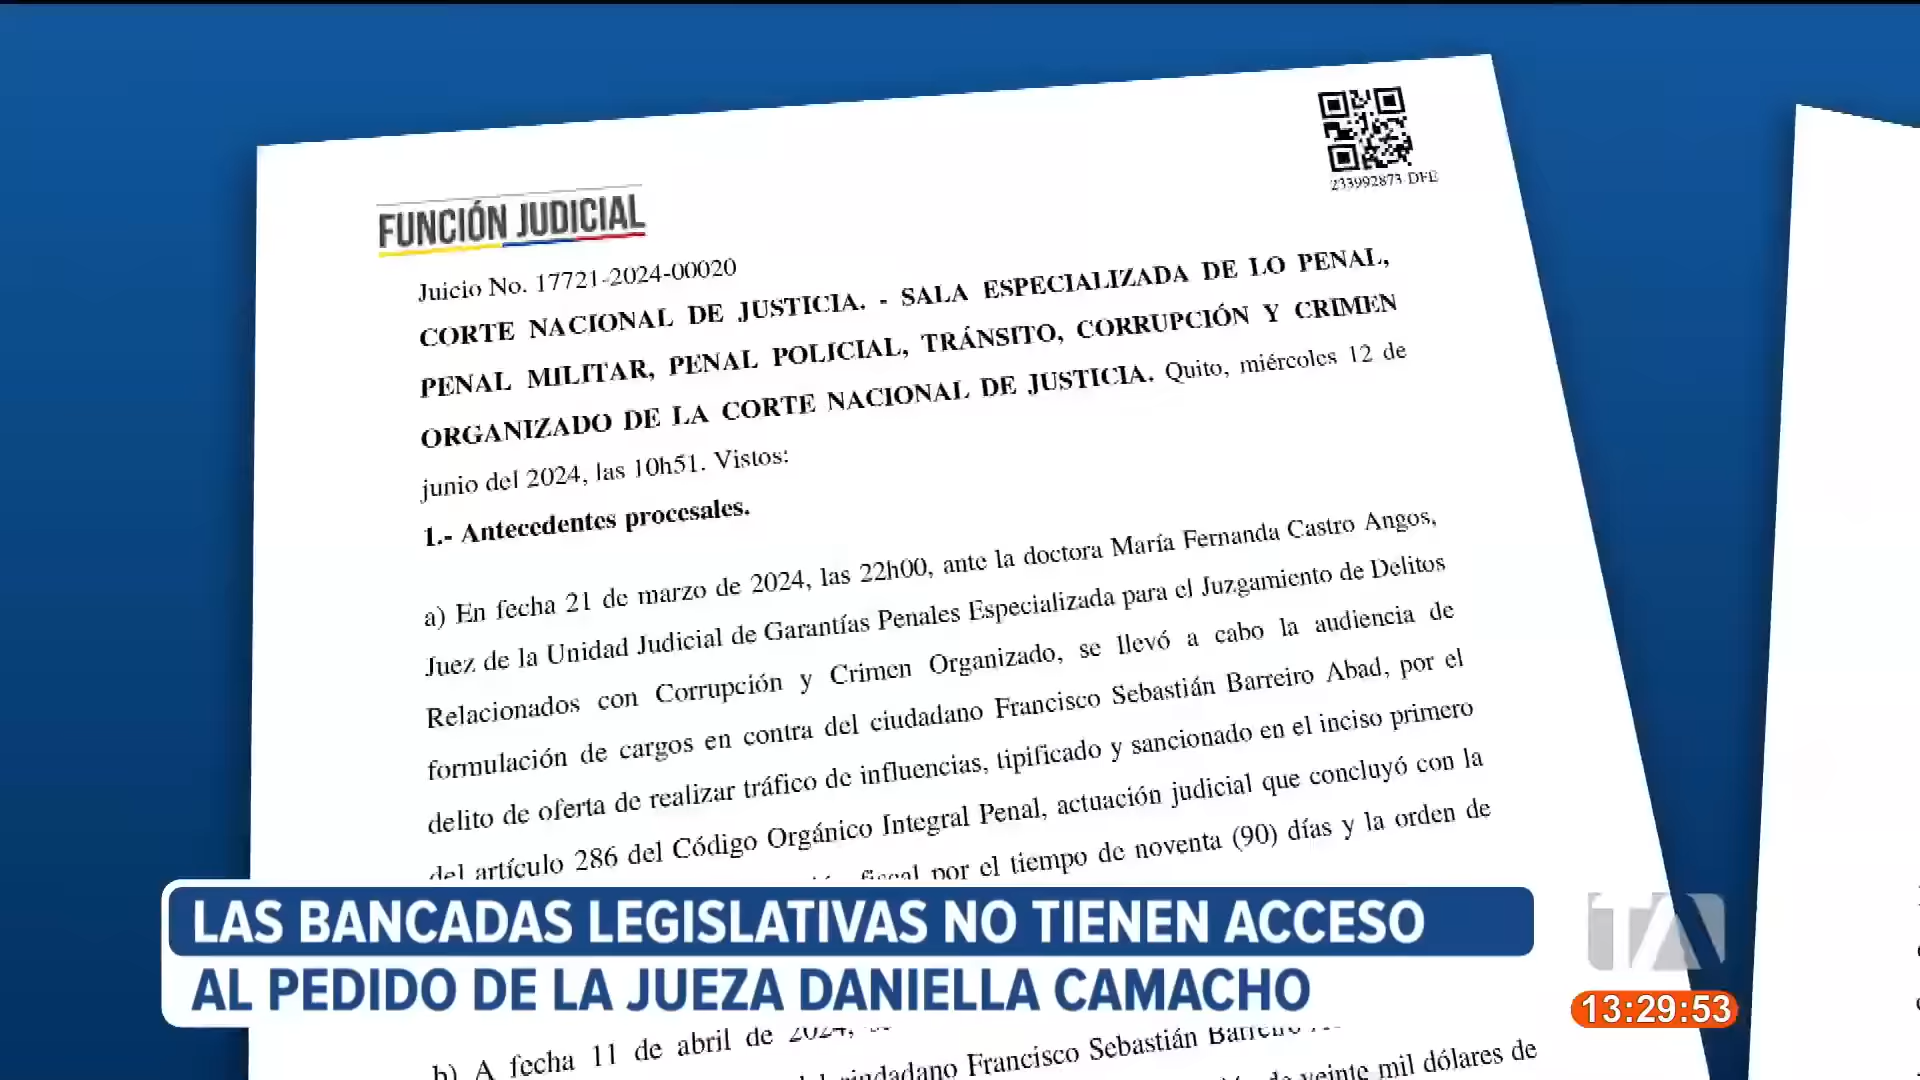 233992873-DFE
FUNCIÓN JUDICIAL
Juicio No. 17721-2024-00020
CORTE NACIONAL DE JUSTICIA. - SALA ESPECIALIZADA DE LO PENAL,
PENAL MILITAR, PENAL POLICIAL, TRÁNSITO, CORRUPCIÓN Y CRIMEN
ORGANIZADO DE LA CORTE NACIONAL DE JUSTICIA. Quito, miércoles 12 de
junio del 2024, las 10h51. Vistos:
1.- Antecedentes procesales.
a) En fecha 21 de marzo de 2024, las 22h00, ante la doctora María Fernanda Castro Angos,
Juez de la Unidad Judicial de Garantías Penales Especializada para el Juzgamiento de Delitos
Relacionados con Corrupción y Crimen Organizado, se llevó a cabo la audiencia de
formulación de cargos en contra del ciudadano Francisco Sebastián Barreiro Abad, por el
delito de oferta de realizar tráfico de influencias, tipificado y sancionado en el inciso primero
del artículo 286 del Código Orgánico Integral Penal, actuación judicial que concluyó con la
fiscal por el tiempo de noventa (90) días y la orden de
LAS BANCADAS LEGISLATIVAS NO TIENEN ACCESO
AL PEDIDO DE LA JUEZA DANIELLA CAMACHO
TA
13:29:53
b) A fecha 11 de abril de 2024,
ciudadano Francisco Sebastián Barreiro
de veinte mil dólares de